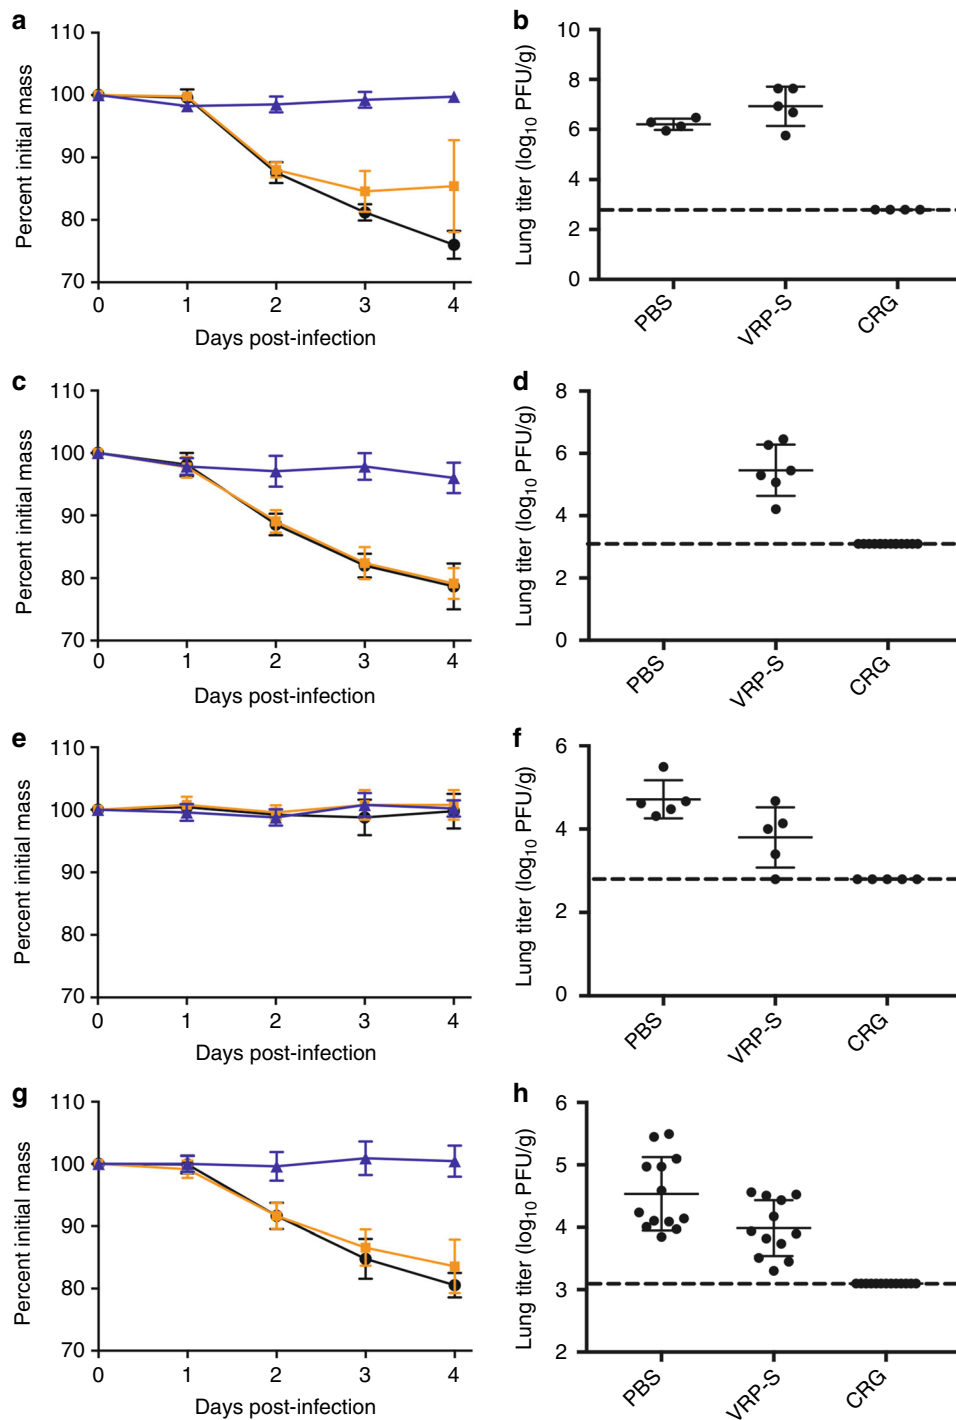 a
110
100
90
80
70
Percent initial mass
0 1 2 3 4
Days post-infection
b
10
8
6
4
2
0
Lung titer (log10 PFU/g)
PBS VRP-S CRG
c
110
100
90
80
70
Percent initial mass
0 1 2 3 4
Days post-infection
d
8
6
4
2
0
Lung titer (log10 PFU/g)
PBS VRP-S CRG
e
110
100
90
80
70
Percent initial mass
0 1 2 3 4
Days post-infection
f
6
4
2
0
Lung titer (log10 PFU/g)
PBS VRP-S CRG
g
110
100
90
80
70
Percent initial mass
0 1 2 3 4
Days post-infection
h
6
5
4
3
2
Lung titer (log10 PFU/g)
PBS VRP-S CRG